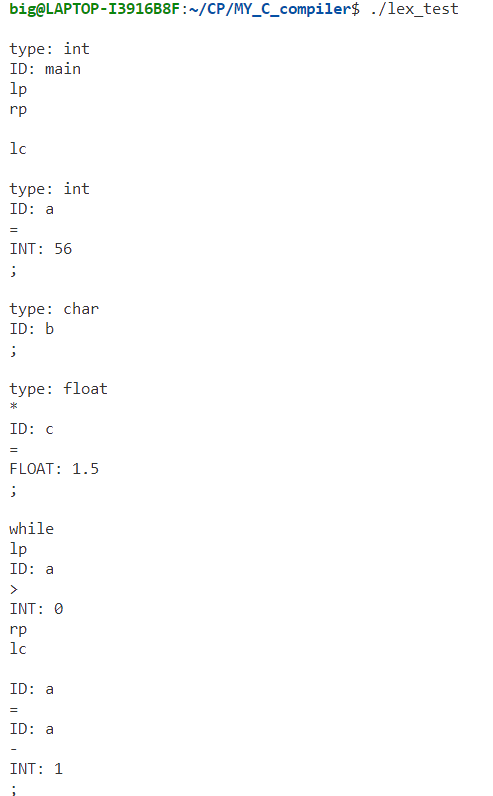 big@LAPTOP-I3916B8F:~/CP/MY_C_compiler$ ./lex_test
type: int
ID: main
lp
rp
lc
type: int
ID: a
=
INT: 56
;
type: char
ID: b
;
type: float
*
ID: c
=
FLOAT: 1.5
;
while
lp
ID: a
>
INT: 0
rp
lc
ID: a
=
ID: a
-
INT: 1
;